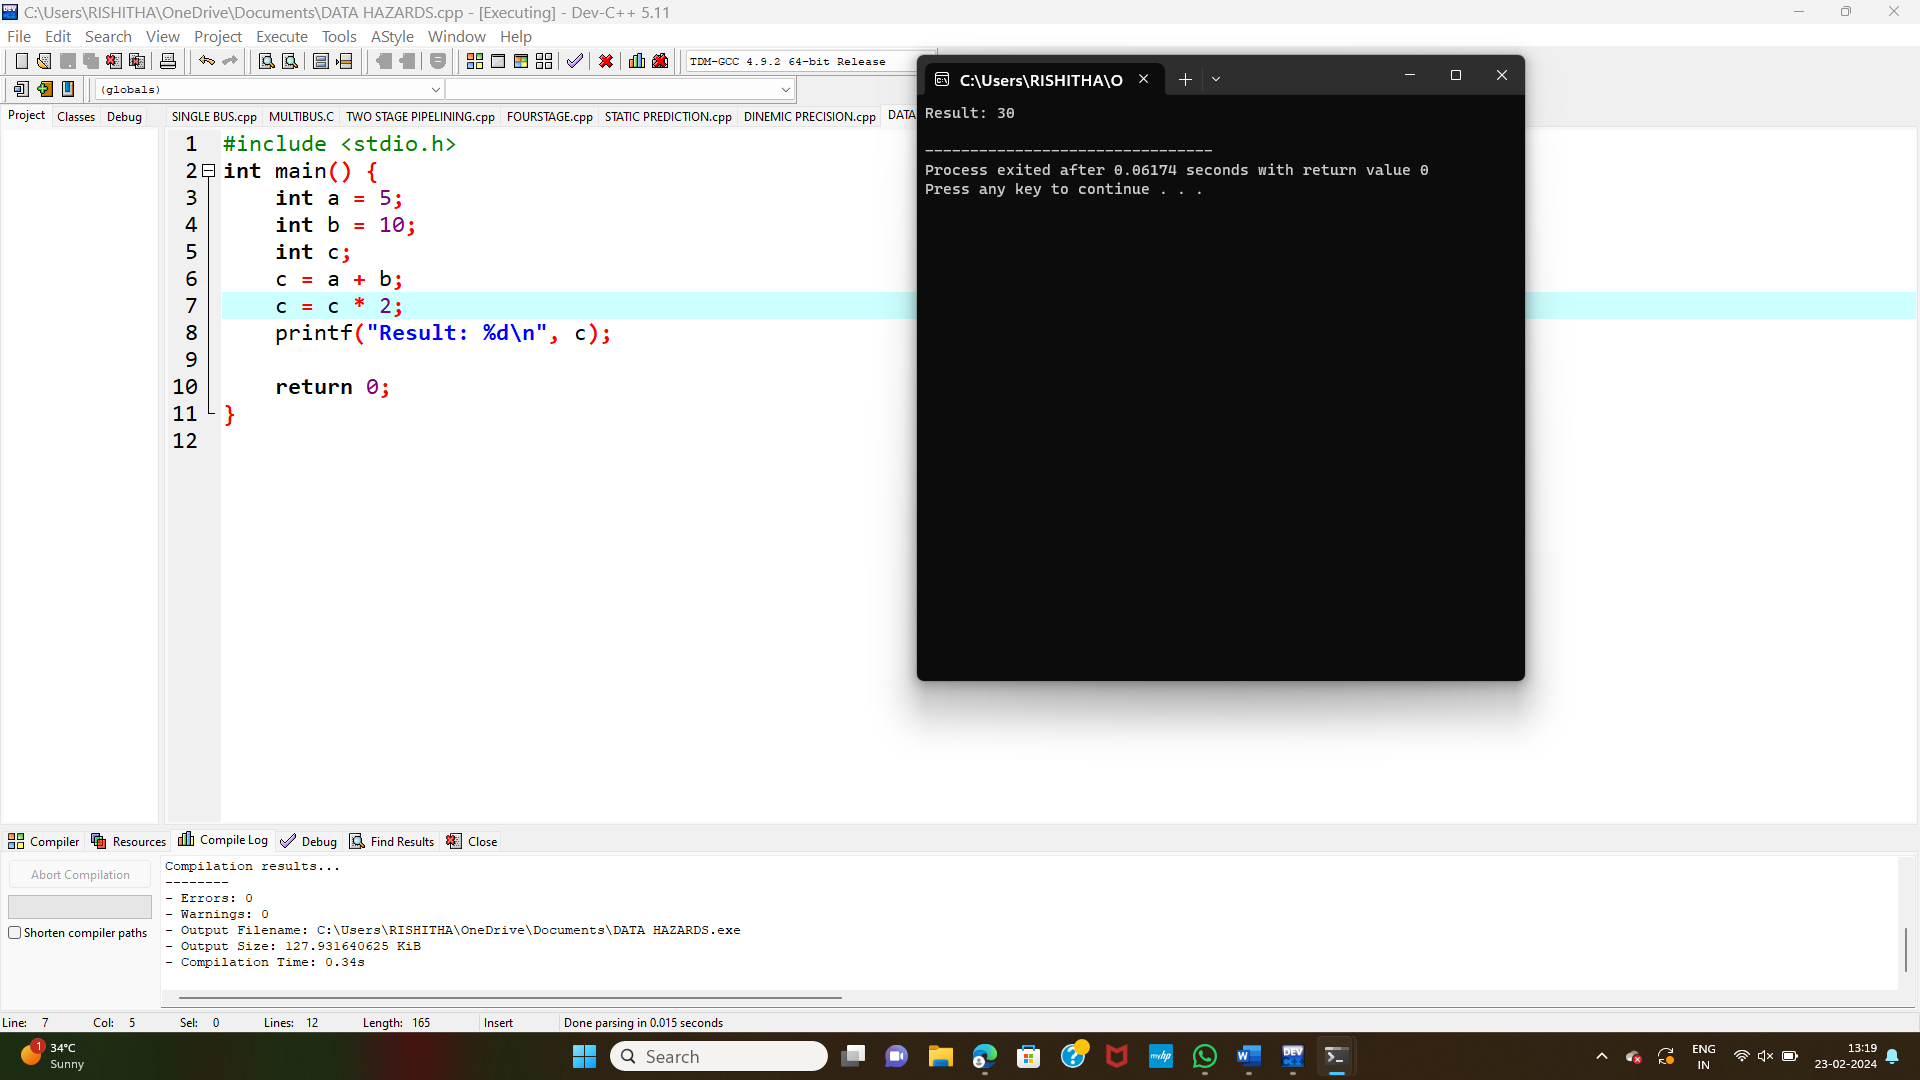 C:\Users\RISHITHA\OneDrive\Documents\DATA HAZARDS.cpp - [Executing] - Dev-C++ 5.11
File Edit Search View Project Execute Tools AStyle Window Help
TDM-GCC 4.9.2 64-bit Release
(globals)
Project Classes Debug
SINGLE BUS.cpp MULTIBUS.C TWO STAGE PIPELINING.cpp FOURSTAGE.cpp STATIC PREDICTION.cpp DINEMIC PRECISION.cpp DATA
1 #include <stdio.h>
2 int main() {
3 int a = 5;
4 int b = 10;
5 int c;
6 c = a + b;
7 c = c * 2;
8 printf("Result: %d\n", c);
9
10 return 0;
11 }
12
C:\Users\RISHITHA\O
Result: 30
--------------------------------
Process exited after 0.06174 seconds with return value 0
Press any key to continue . . .
Compiler Resources Compile Log Debug Find Results Close
Abort Compilation
Shorten compiler paths
Compilation results...
--------
- Errors: 0
- Warnings: 0
- Output Filename: C:\Users\RISHITHA\OneDrive\Documents\DATA HAZARDS.exe
- Output Size: 127.931640625 KiB
- Compilation Time: 0.34s
Line: 7 Col: 5 Sel: 0 Lines: 12 Length: 165 Insert Done parsing in 0.015 seconds
1
34°C
Sunny
Search
myhp
W
DEV
ENG
IN
13:19
23-02-2024